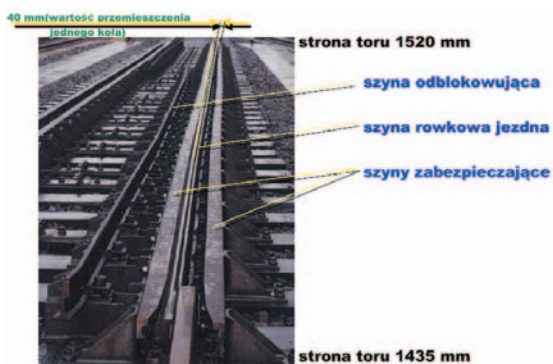 40 mm(wartość przemieszczenia
jednego koła)
strona toru 1520 mm
szyna odblokowująca
szyna rowkowa jezdna
szyny zabezpieczające
strona toru 1435 mm